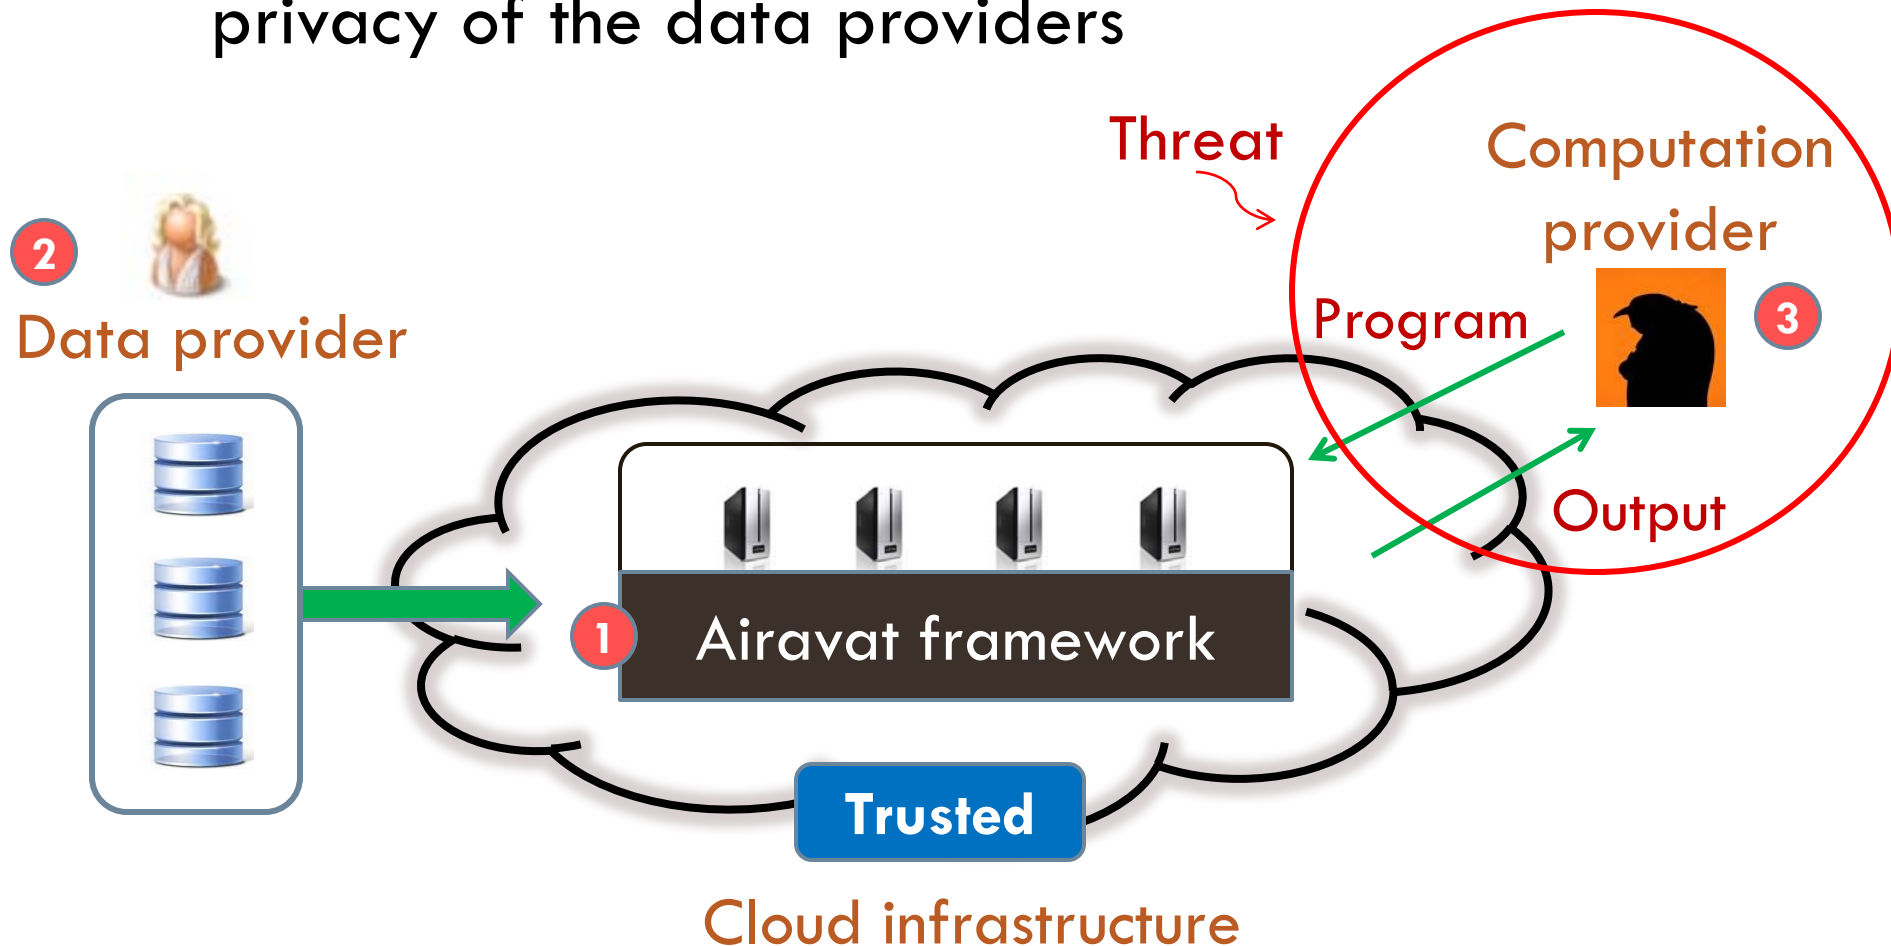 privacy of the data providers
Threat
Computation
provider
2
Data provider
Program
3
Output
1
Airavat framework
Trusted
Cloud infrastructure